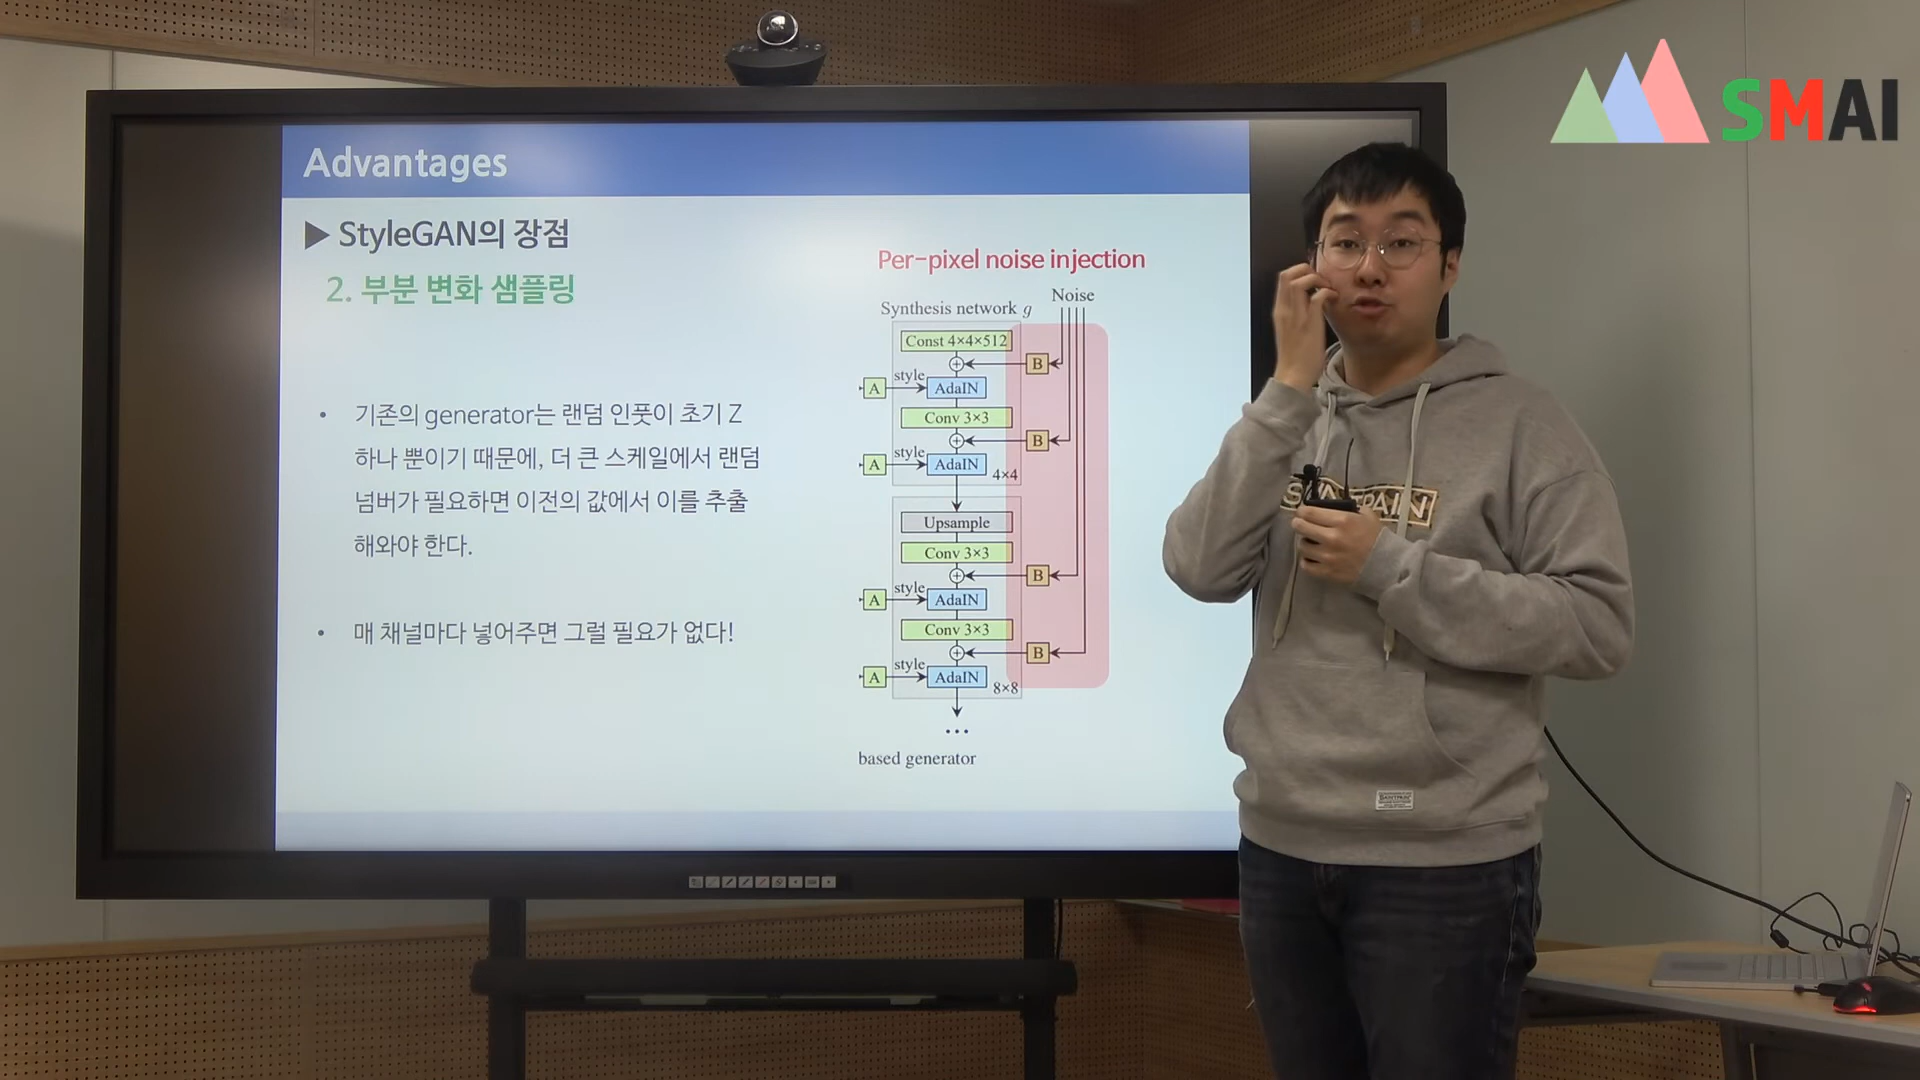 SMAI
Advantages
▶ StyleGAN의 장점
2. 부분 변화 샘플링
• 기존의 generator는 랜덤 인풋이 초기 Z
하나 뿐이기 때문에, 더 큰 스케일에서 랜덤
넘버가 필요하면 이전의 값에서 이를 추출
해와야 한다.
• 매 채널마다 넣어주면 그럴 필요가 없다!
Per-pixel noise injection
Noise
Synthesis network g
Const 4×4×512
B
style
A
AdaIN
Conv 3×3
B
style
A
AdaIN
4×4
Upsample
Conv 3×3
B
style
A
AdaIN
Conv 3×3
B
style
A
AdaIN
8×8
...
based generator